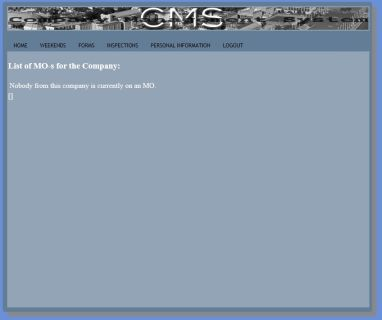 CMS
HOME WEEKENDS FORMS INSPECTIONS PERSONAL INFORMATION LOGOUT
List of MO-s for the Company:
Nobody from this company is currently on an MO.
[]